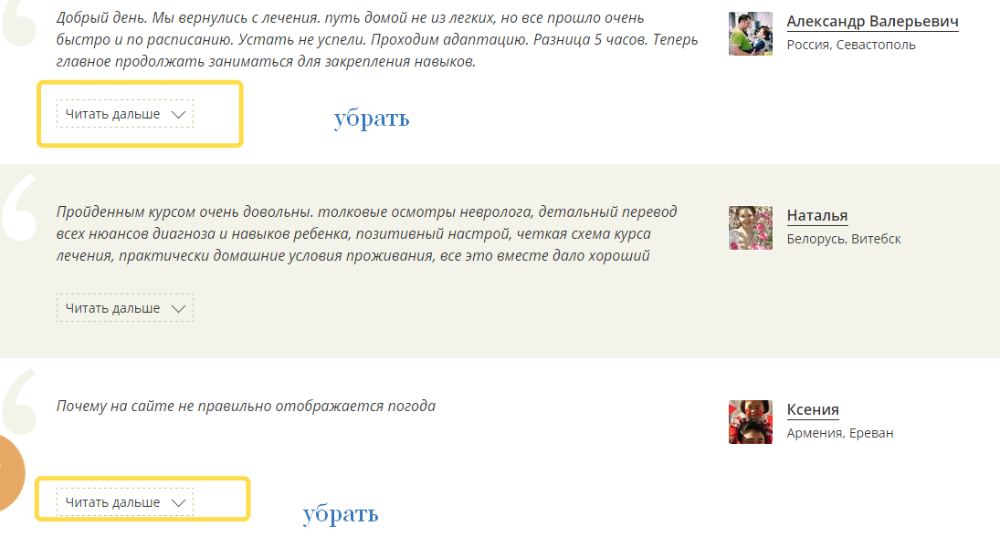 Добрый день. Мы вернулись с лечения. путь домой не из легких, но все прошло очень
быстро и по расписанию. Устать не успели. Проходим адаптацию. Разница 5 часов. Теперь
главное продолжать заниматься для закрепления навыков.
Александр Валерьевич
Россия, Севастополь
Читать дальше
убрать
Пройденным курсом очень довольны. толковые осмотры невролога, детальный перевод
всех нюансов диагноза и навыков ребенка, позитивный настрой, четкая схема курса
лечения, практически домашние условия проживания, все это вместе дало хороший
Наталья
Белорусь, Витебск
Читать дальше
Почему на сайте не правильно отображается погода
Ксения
Армения, Ереван
Читать дальше
убрать